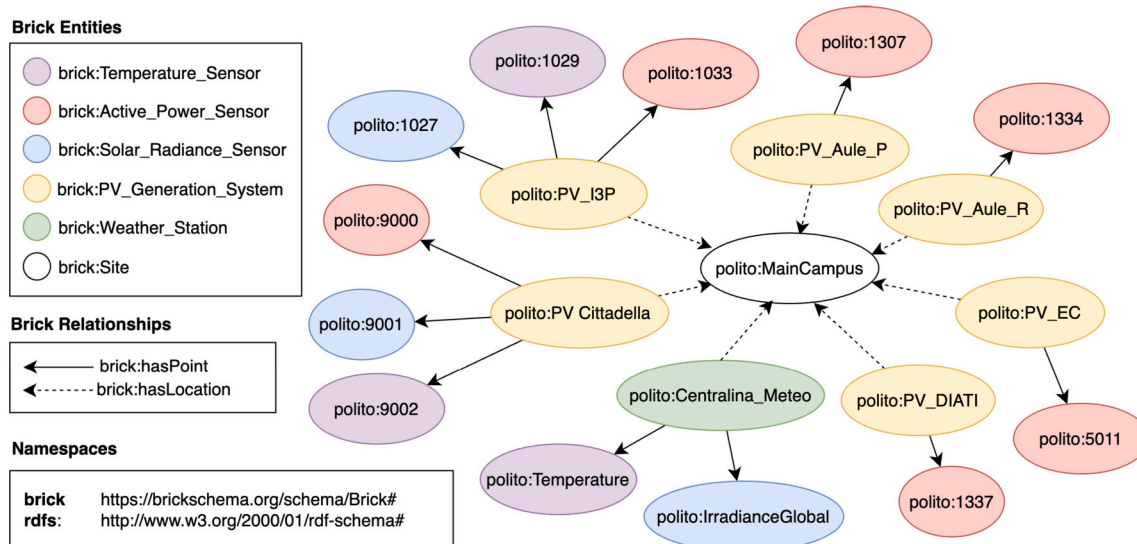 Brick Entities
brick:Temperature_Sensor
brick:Active_Power_Sensor
brick:Solar_Radiance_Sensor
brick:PV_Generation_System
brick:Weather_Station
brick:Site
Brick Relationships
brick:hasPoint
brick:hasLocation
Namespaces
brick https://brickschema.org/schema/Brick#
rdfs: http://www.w3.org/2000/01/rdf-schema#
polito:1029
polito:1033
polito:1307
polito:1027
polito:1334
polito:PV_I3P
polito:PV_Aule_P
polito:PV_Aule_R
polito:9000
polito:MainCampus
polito:9001
polito:PV Cittadella
polito:PV_EC
polito:9002
polito:Centralina_Meteo
polito:PV_DIATI
polito:5011
polito:Temperature
polito:IrradianceGlobal
polito:1337